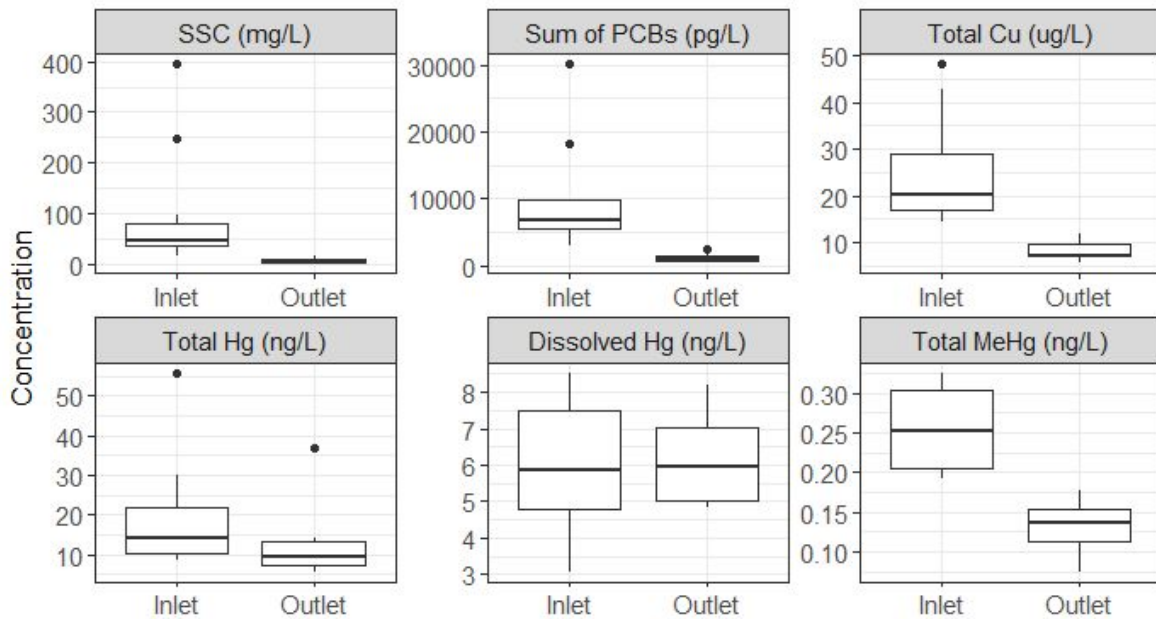 SSC (mg/L)
Sum of PCBs (pg/L)
Total Cu (ug/L)
400
300
200
100
0
30000
20000
10000
0
50
40
30
20
10
Inlet Outlet
Inlet Outlet
Inlet Outlet
Concentration
Total Hg (ng/L)
Dissolved Hg (ng/L)
Total MeHg (ng/L)
50
40
30
20
10
8
7
6
5
4
3
0.30
0.25
0.20
0.15
0.10
Inlet Outlet
Inlet Outlet
Inlet Outlet